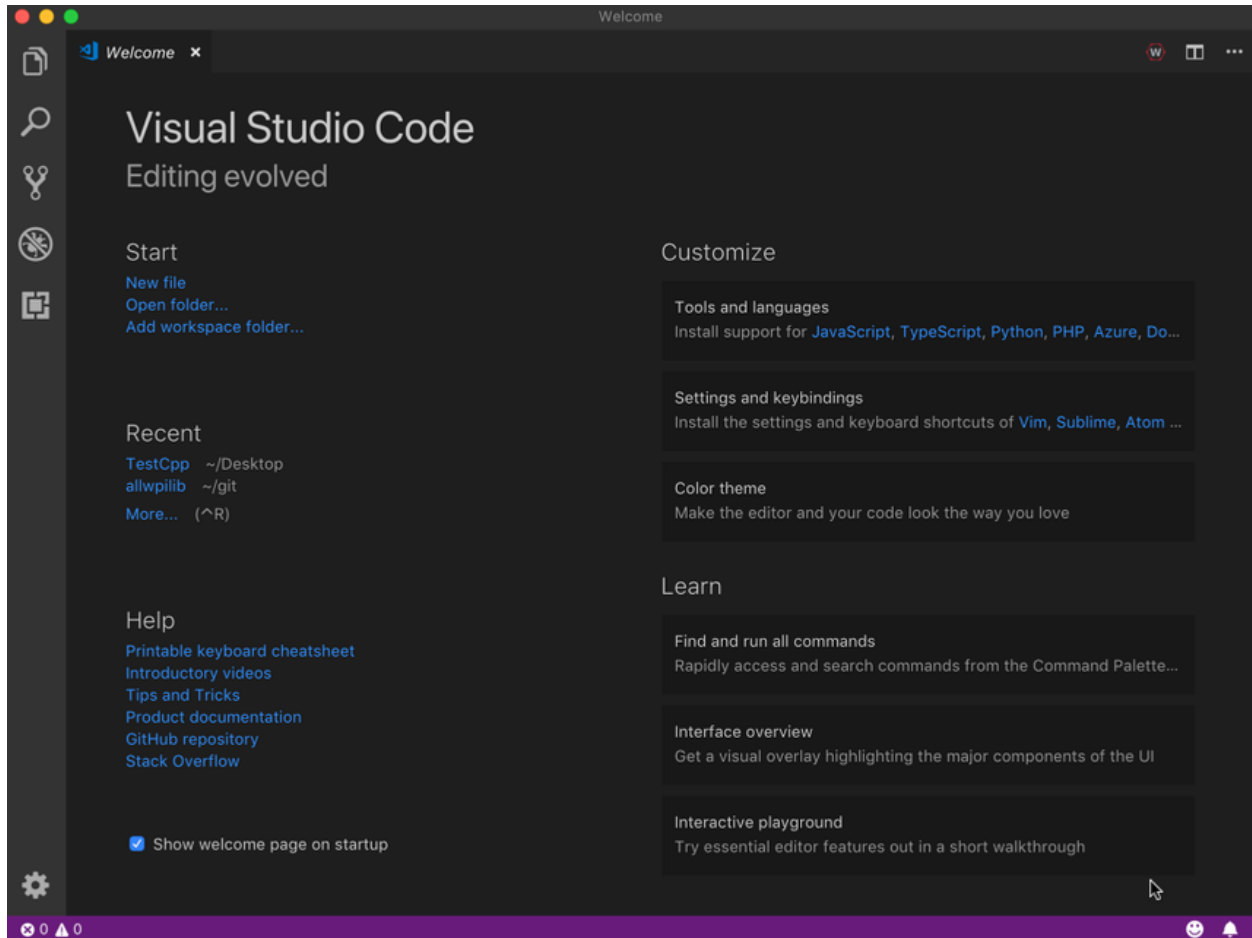 Welcome
Welcome
W
Visual Studio Code
Editing evolved
Start
New file
Open folder...
Add workspace folder...
Recent
TestCpp ~/Desktop
allwpilib ~/git
More... (^R)
Help
Printable keyboard cheatsheet
Introductory videos
Tips and Tricks
Product documentation
GitHub repository
Stack Overflow
Show welcome page on startup
Customize
Tools and languages
Install support for JavaScript, TypeScript, Python, PHP, Azure, Do...
Settings and keybindings
Install the settings and keyboard shortcuts of Vim, Sublime, Atom ...
Color theme
Make the editor and your code look the way you love
Learn
Find and run all commands
Rapidly access and search commands from the Command Palette...
Interface overview
Get a visual overlay highlighting the major components of the UI
Interactive playground
Try essential editor features out in a short walkthrough
0 0